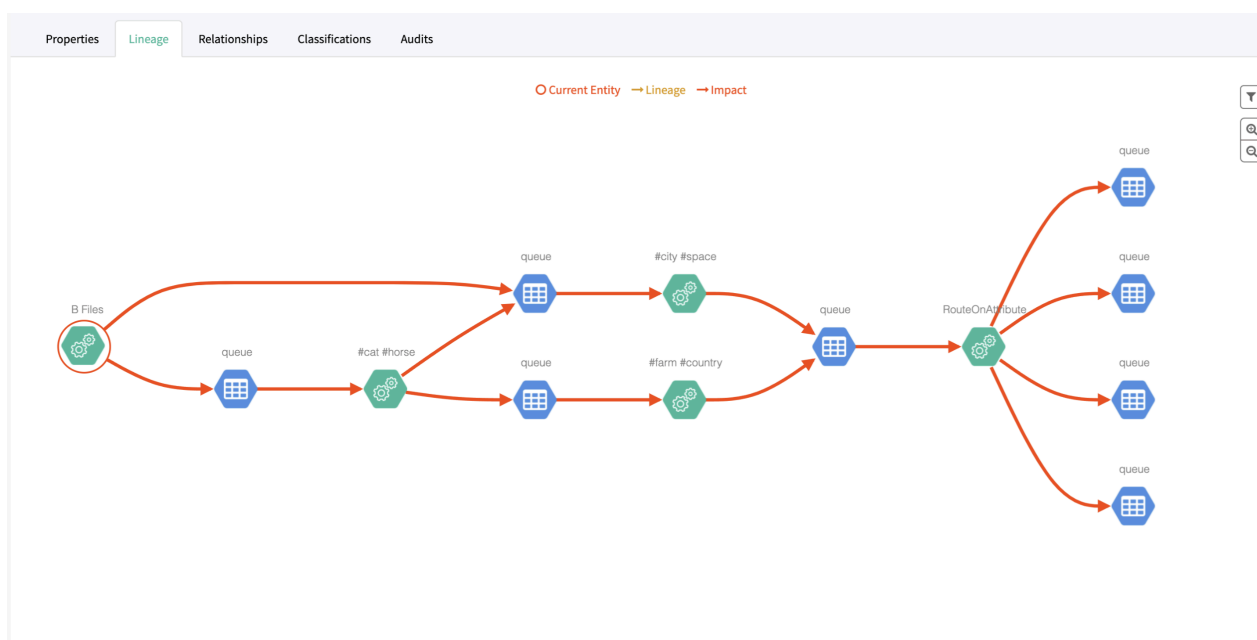 Properties
Lineage
Relationships
Classifications
Audits
Current Entity
Lineage
Impact
queue
queue
#city #space
queue
B Files
queue
RouteOnAttribute
queue
#cat #horse
queue
#farm #country
queue
queue